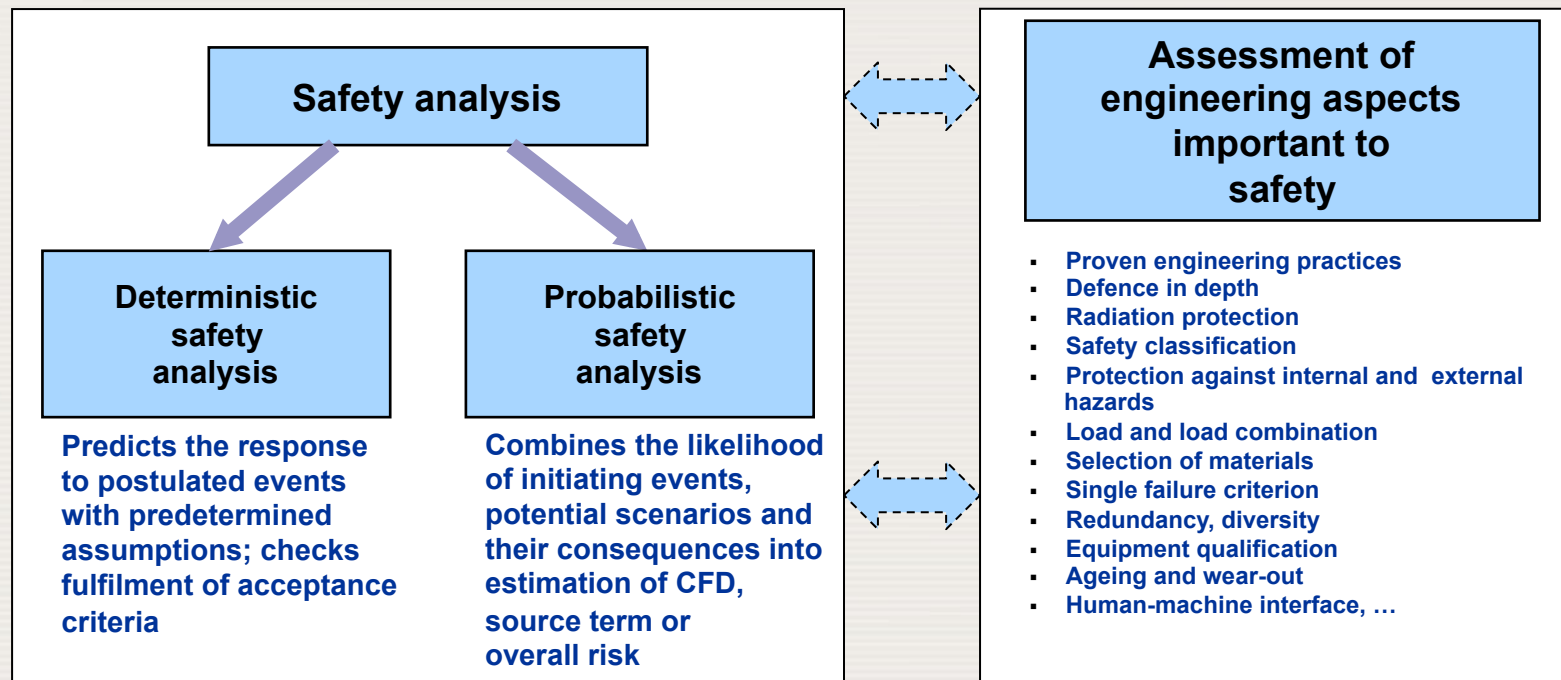 Safety analysis
Deterministic
safety
analysis
Predicts the response
to postulated events
with predetermined
assumptions; checks
fulfilment of acceptance
criteria
Probabilistic
safety
analysis
Combines the likelihood
of initiating events,
potential scenarios and
their consequences into
estimation of CFD,
source term or
overall risk
Assessment of
engineering aspects
important to
safety
▪ Proven engineering practices
▪ Defence in depth
▪ Radiation protection
▪ Safety classification
▪ Protection against internal and external
hazards
▪ Load and load combination
▪ Selection of materials
▪ Single failure criterion
▪ Redundancy, diversity
▪ Equipment qualification
▪ Ageing and wear-out
▪ Human-machine interface, …